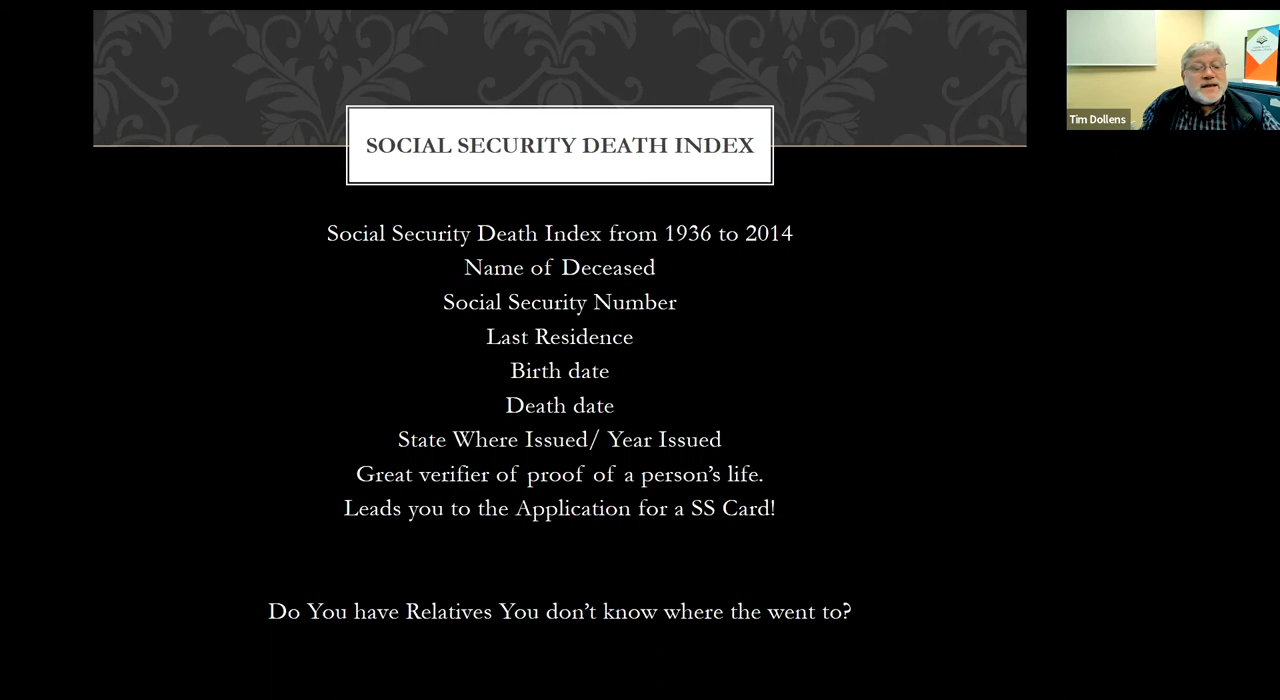 SOCIAL SECURITY DEATH INDEX
Social Security Death Index from 1936 to 2014
Name of Deceased
Social Security Number
Last Residence
Birth date
Death date
State Where Issued/ Year Issued
Great verifier of proof of a person’s life.
Leads you to the Application for a SS Card!
Do You have Relatives You don’t know where the went to?
Tim Dollens